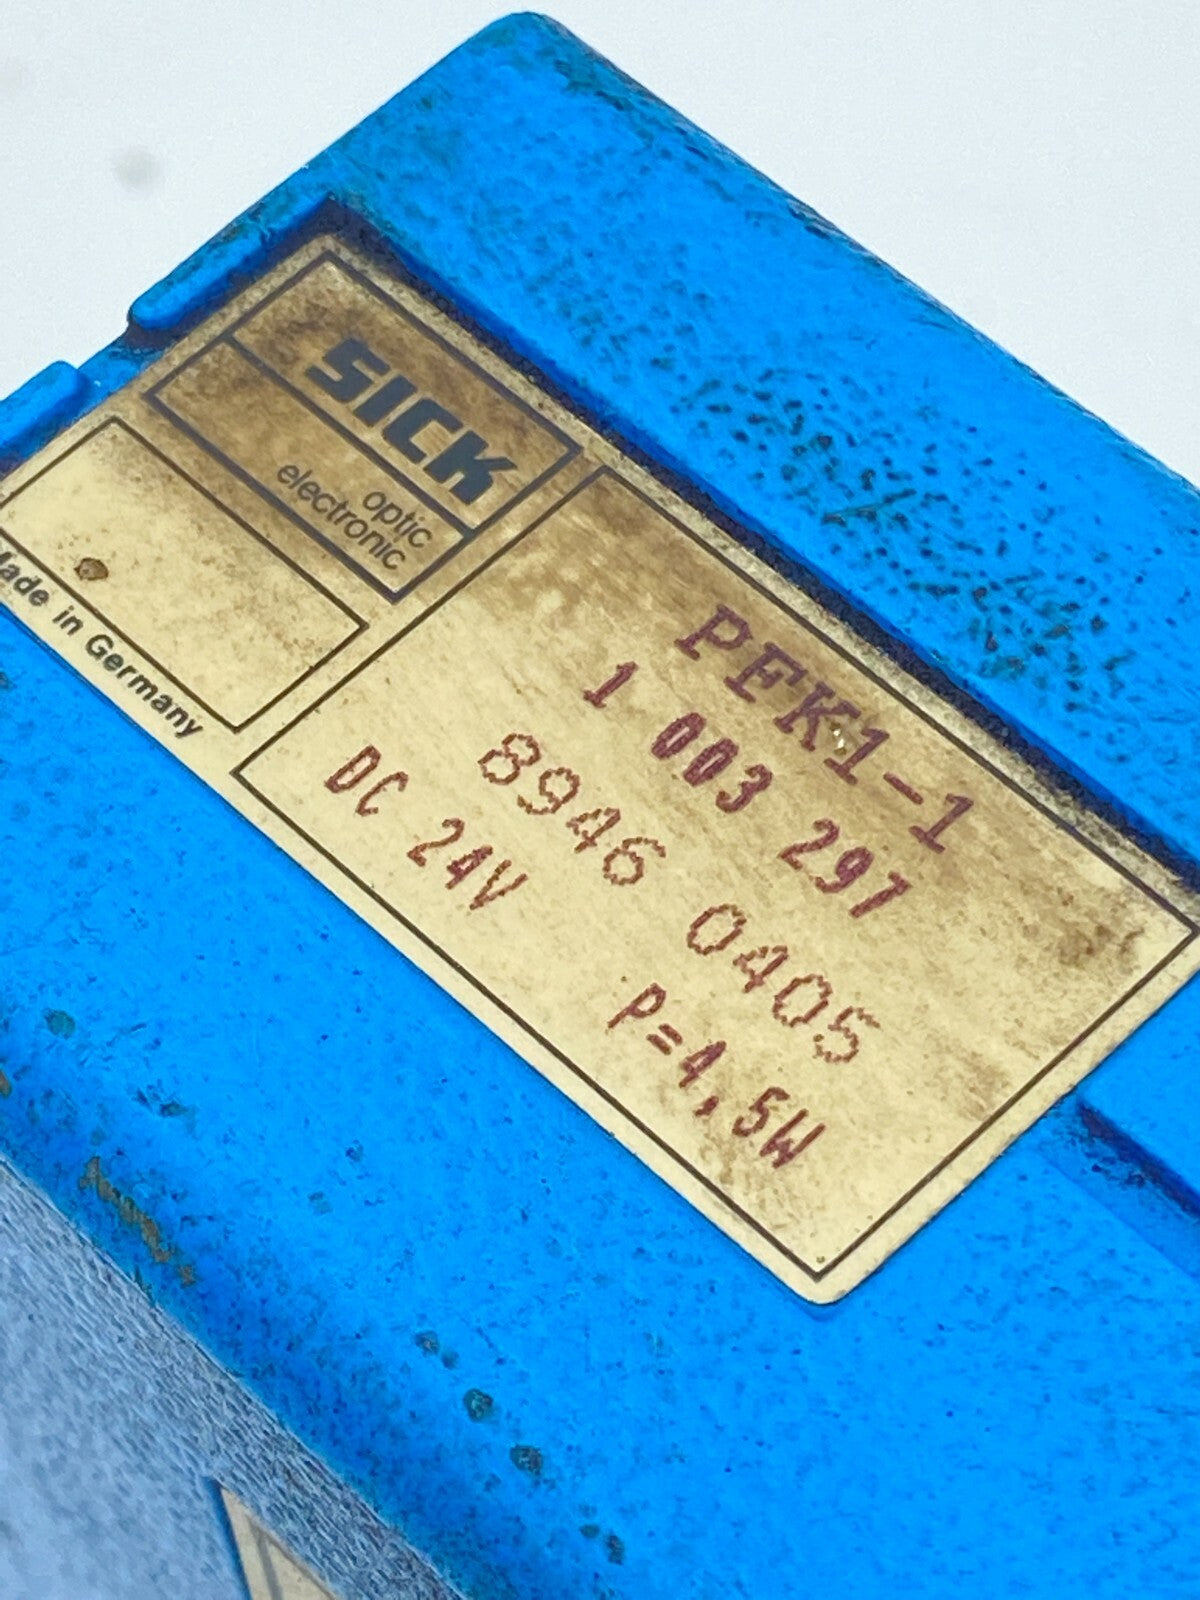 SICK
optic
electronic
Made in Germany
PFK1-1
1 003 297
8946 0405
DC 24V P=4,5W